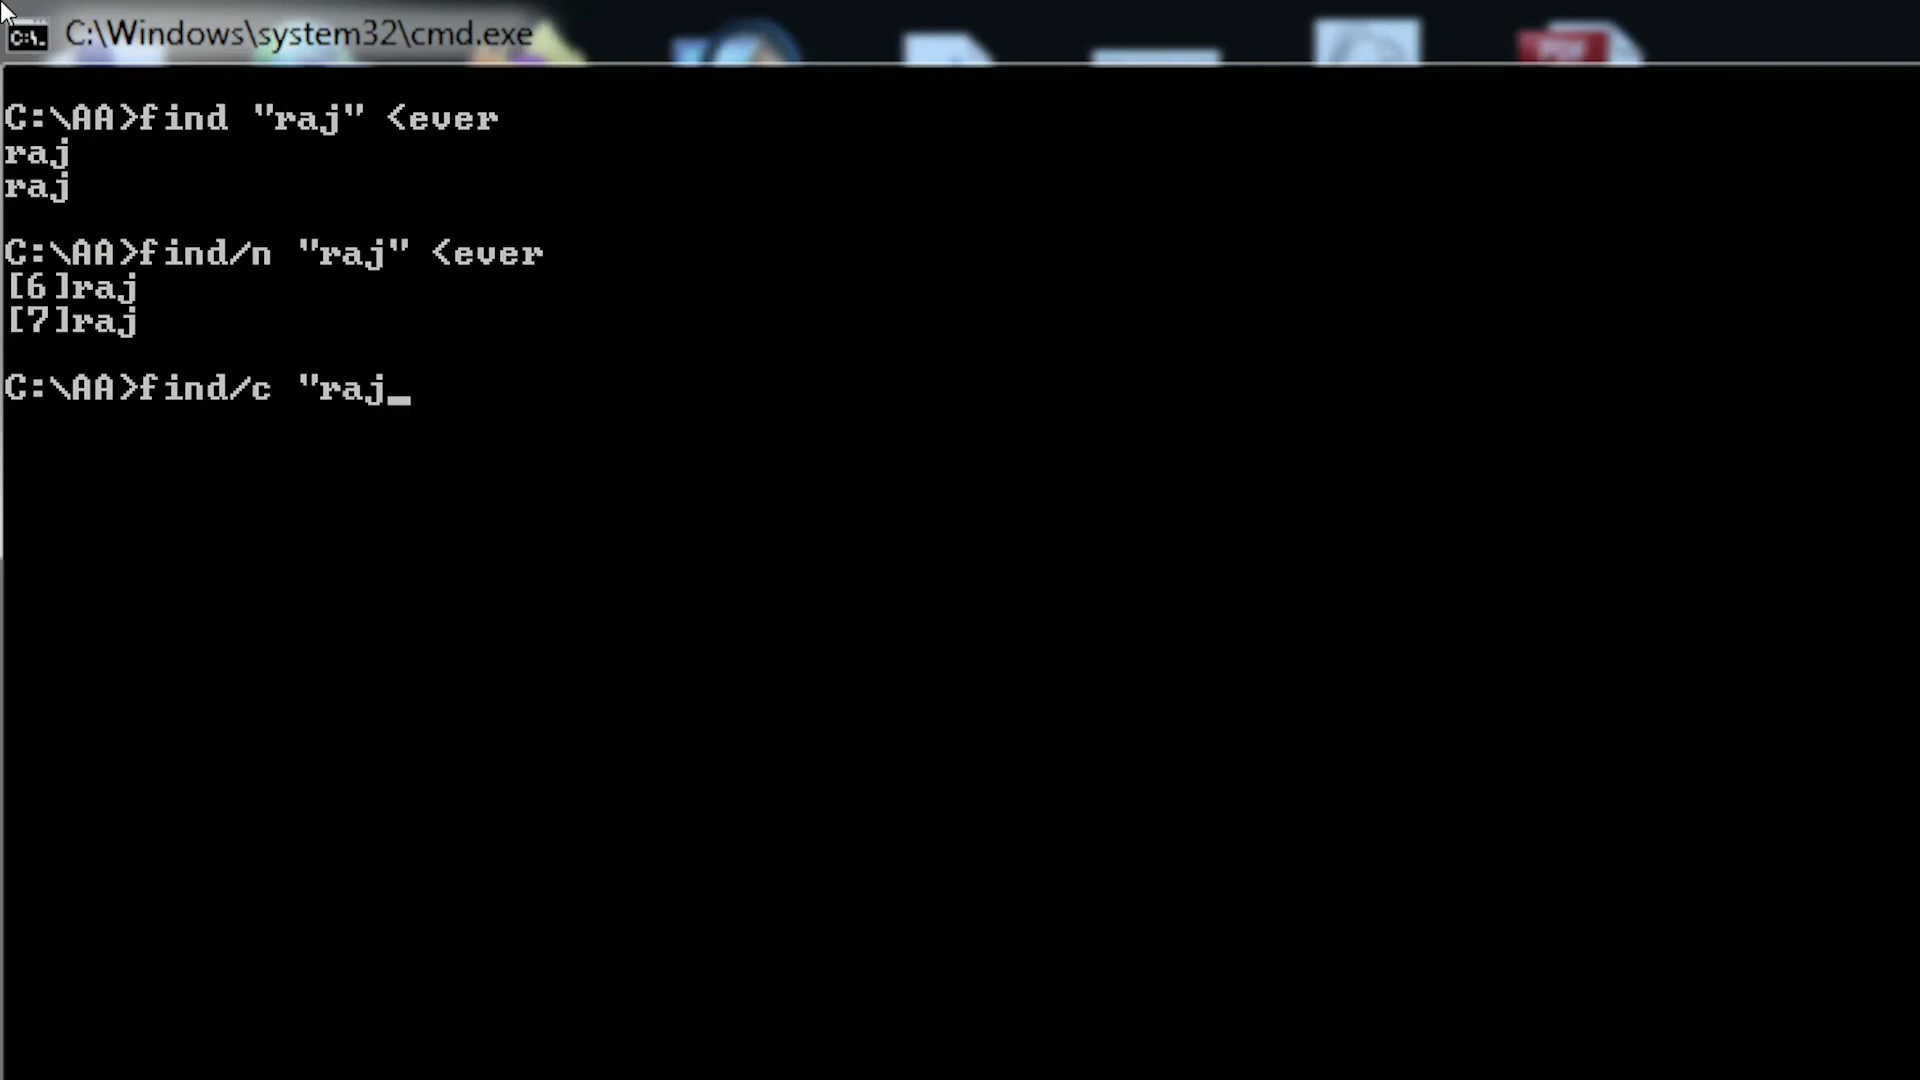 C:\Windows\system32\cmd.exe
PDF
C:\AA>find "raj" <ever
raj
raj
C:\AA>find/n "raj" <ever
[6]raj
[7]raj
C:\AA>find/c "raj_